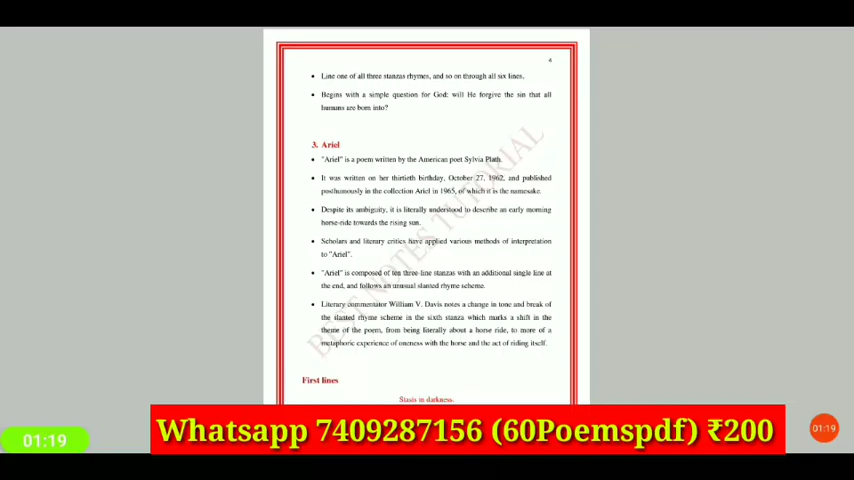 4
• Line one of all three stanzas rhymes, and so on through all six lines.
• Begins with a simple question for God: will He forgive the sin that all
humans are born into?
3. Ariel
• "Ariel" is a poem written by the American poet Sylvia Plath.
• It was written on her thirtieth birthday, October 27, 1962, and published
posthumously in the collection Ariel in 1965, of which it is the namesake.
• Despite its ambiguity, it is literally understood to describe an early morning
horse-ride towards the rising sun.
• Scholars and literary critics have applied various methods of interpretation
to "Ariel".
• "Ariel" is composed of ten three-line stanzas with an additional single line at
the end, and follows an unusual slanted rhyme scheme.
• Literary commentator William V. Davis notes a change in tone and break of
the slanted rhyme scheme in the sixth stanza which marks a shift in the
theme of the poem, from being literally about a horse ride, to more of a
metaphoric experience of oneness with the horse and the act of riding itself.
BEST NOTES TUTORIAL
First lines
Stasis in darkness.
Whatsapp 7409287156 (60Poemspdf) ₹200
01:19
01:19